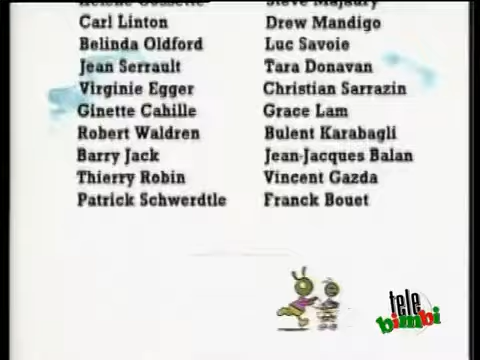 Carl Linton
Belinda Oldford
Jean Serrault
Virginie Egger
Ginette Cahille
Robert Waldren
Barry Jack
Thierry Robin
Patrick Schwerdtle
Drew Mandigo
Luc Savoie
Tara Donavan
Christian Sarrazin
Grace Lam
Bulent Karabagli
Jean-Jacques Balan
Vincent Gazda
Franck Bouet
tele
bimbi